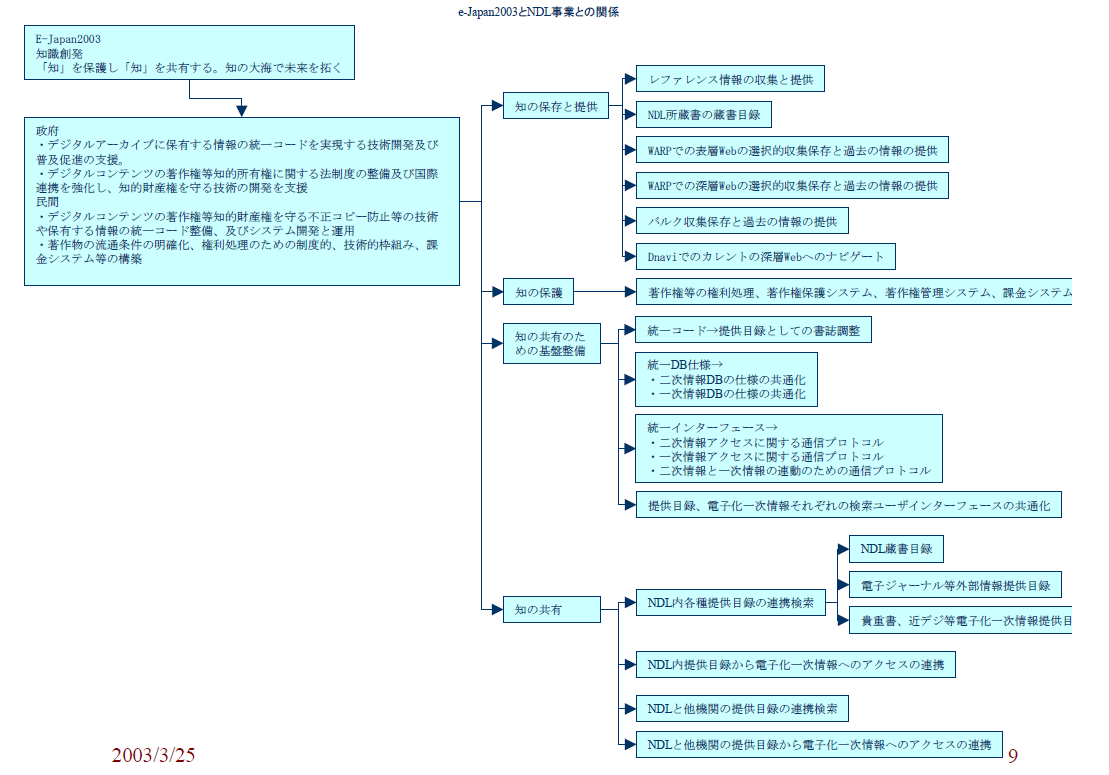 e-Japan2003とNDL事業との関係
E-Japan2003
知識創発
「知」を保護し「知」を共有する。知の大海で未来を拓く
政府
・デジタルアーカイブに保有する情報の統一コードを実現する技術開発及び
普及促進の支援。
・デジタルコンテンツの著作権等知的所有権に関する法制度の整備及び国際
連携を強化し、知的財産権を守る技術の開発を支援
民間
・デジタルコンテンツの著作権等知的財産権を守る不正コピー防止等の技術
や保有する情報の統一コード整備、及びシステム開発と運用
・著作物の流通条件の明確化、権利処理のための制度的、技術的枠組み、課
金システム等の構築
知の保存と提供
レファレンス情報の収集と提供
NDL所蔵書の蔵書目録
WARPでの表層Webの選択的収集保存と過去の情報の提供
WARPでの深層Webの選択的収集保存と過去の情報の提供
バルク収集保存と過去の情報の提供
Dnaviでのカレントの深層Webへのナビゲート
知の保護
著作権等の権利処理、著作権保護システム、著作権管理システム、課金システム
知の共有のた
めの基盤整備
統一コード→提供目録としての書誌調整
統一DB仕様→
・二次情報DBの仕様の共通化
・一次情報DBの仕様の共通化
統一インターフェース→
・二次情報アクセスに関する通信プロトコル
・一次情報アクセスに関する通信プロトコル
・二次情報と一次情報の連動のための通信プロトコル
提供目録、電子化一次情報それぞれの検索ユーザインターフェースの共通化
知の共有
NDL内各種提供目録の連携検索
NDL蔵書目録
電子ジャーナル等外部情報提供目録
貴重書、近デジ等電子化一次情報提供目
NDL内提供目録から電子化一次情報へのアクセスの連携
NDLと他機関の提供目録の連携検索
NDLと他機関の提供目録から電子化一次情報へのアクセスの連携
2003/3/25
9